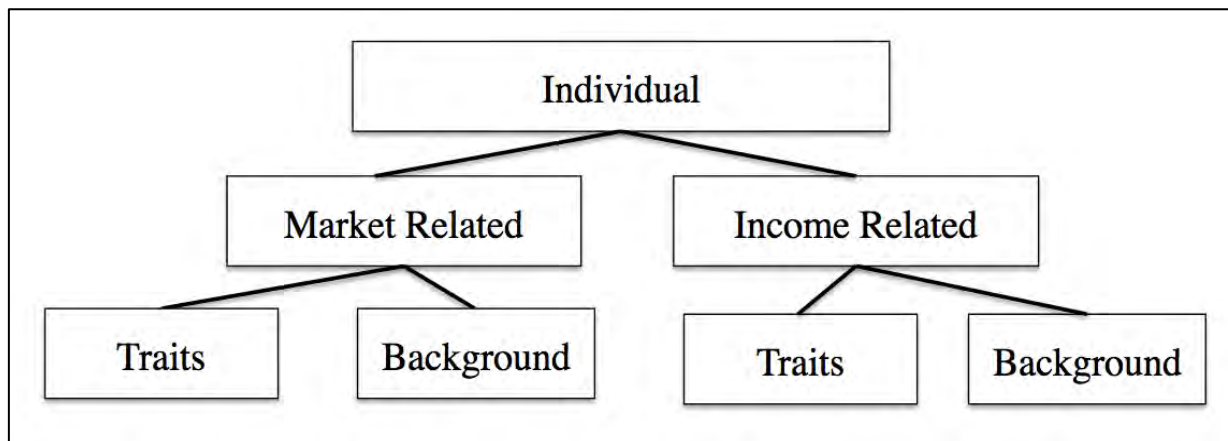 Individual
Market Related
Income Related
Traits
Background
Traits
Background